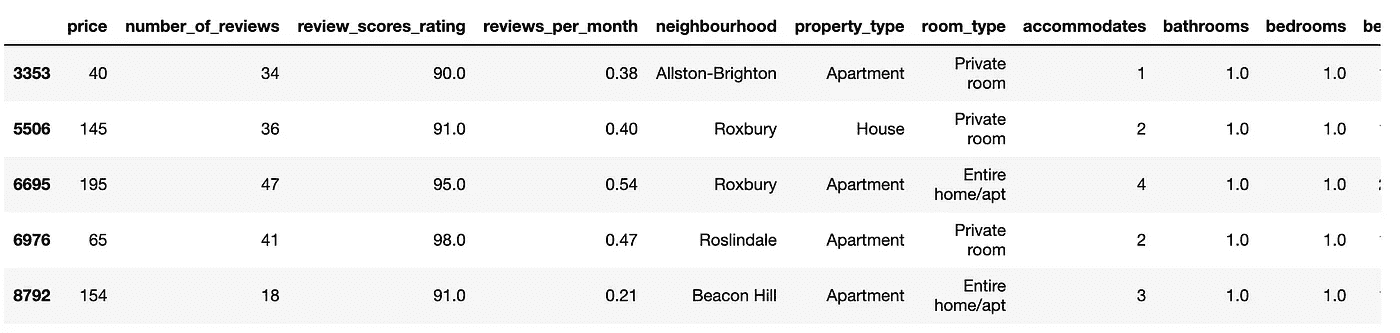 price number_of_reviews review_scores_rating reviews_per_month neighbourhood property_type room_type accommodates bathrooms bedrooms be
3353 40 34 90.0 0.38 Allston-Brighton Apartment Private room 1 1.0 1.0
5506 145 36 91.0 0.40 Roxbury House Private room 2 1.0 1.0
6695 195 47 95.0 0.54 Roxbury Apartment Entire home/apt 4 1.0 1.0
6976 65 41 98.0 0.47 Roslindale Apartment Private room 2 1.0 1.0
8792 154 18 91.0 0.21 Beacon Hill Apartment Entire home/apt 3 1.0 1.0